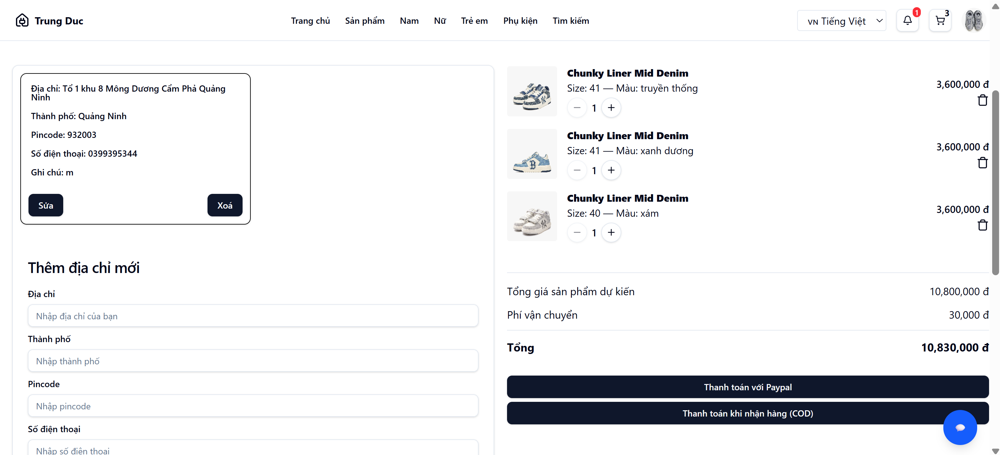 Trung Duc
Trang chủ
Sản phẩm
Nam
Nữ
Trẻ em
Phụ kiện
Tìm kiếm
VN Tiếng Việt
1
3
Địa chỉ: Tổ 1 khu 8 Mông Dương Cẩm Phả Quảng
Ninh
Thành phố: Quảng Ninh
Pincode: 932003
Số điện thoại: 0399395344
Ghi chú: m
Sửa
Xoá
Thêm địa chỉ mới
Địa chỉ
Nhập địa chỉ của bạn
Thành phố
Nhập thành phố
Pincode
Nhập pincode
Số điện thoại
Nhập số điện thoại
Chunky Liner Mid Denim
Size: 41 — Màu: truyền thống
1
3,600,000 đ
Chunky Liner Mid Denim
Size: 41 — Màu: xanh dương
1
3,600,000 đ
Chunky Liner Mid Denim
Size: 40 — Màu: xám
1
3,600,000 đ
Tổng giá sản phẩm dự kiến
10,800,000 đ
Phí vận chuyển
30,000 đ
Tổng
10,830,000 đ
Thanh toán với Paypal
Thanh toán khi nhận hàng (COD)